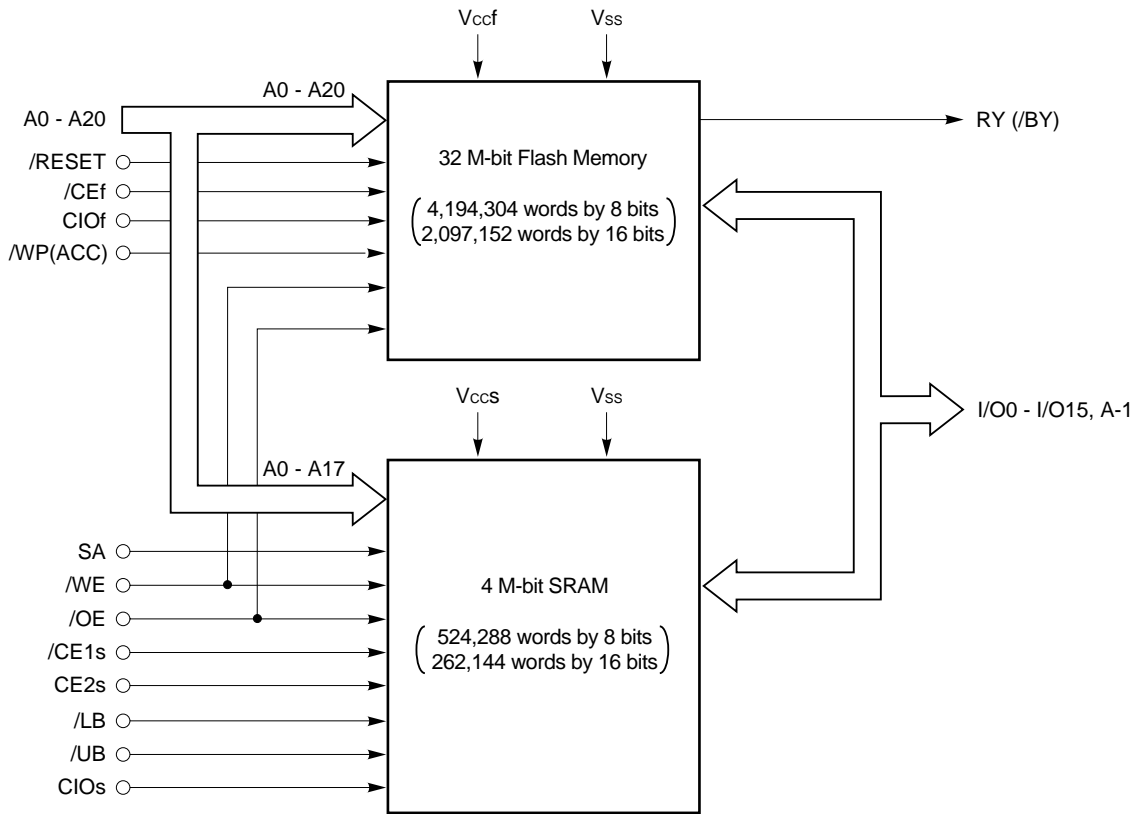 VCCf
VSS
A0 - A20
A0 - A20
/RESET
/CEf
CIOf
/WP(ACC)
32 M-bit Flash Memory
4,194,304 words by 8 bits
2,097,152 words by 16 bits
RY (/BY)
I/O0 - I/O15, A-1
VCCs
VSS
A0 - A17
SA
/WE
/OE
/CE1s
CE2s
/LB
/UB
CIOs
4 M-bit SRAM
524,288 words by 8 bits
262,144 words by 16 bits